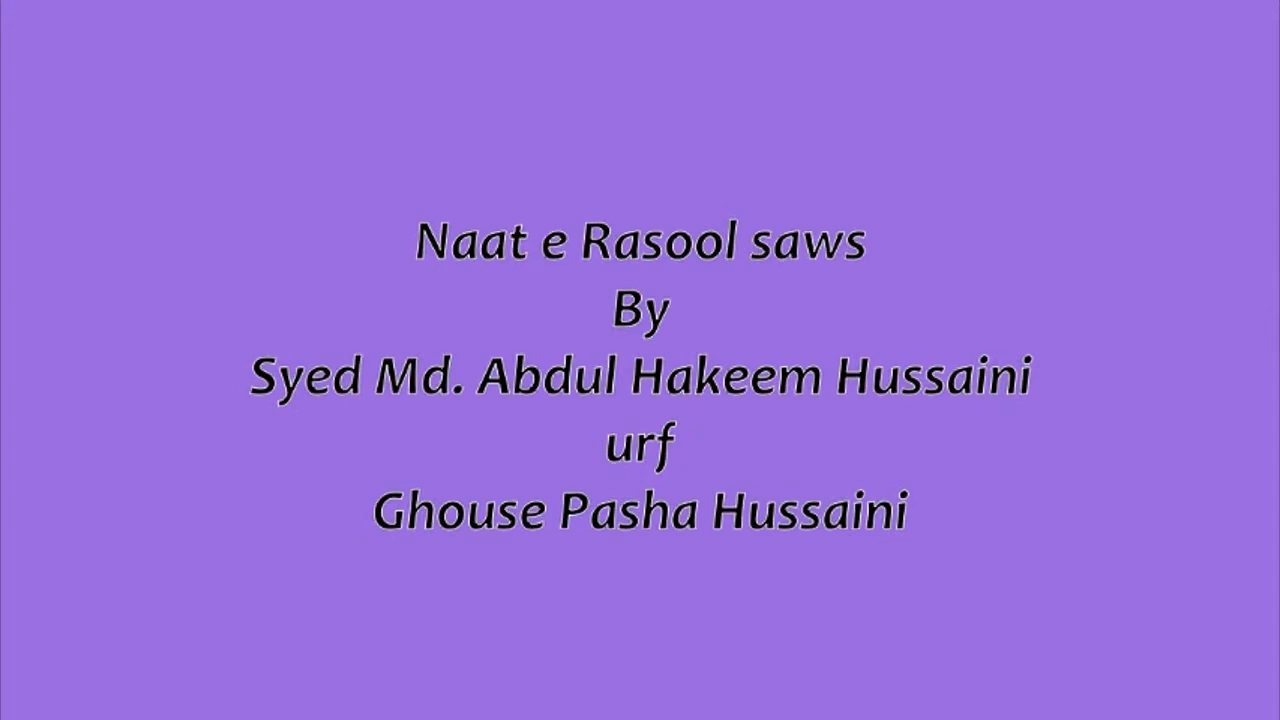 Naat e Rasool saws
By
Syed Md. Abdul Hakeem Hussaini
urf
Ghouse Pasha Hussaini